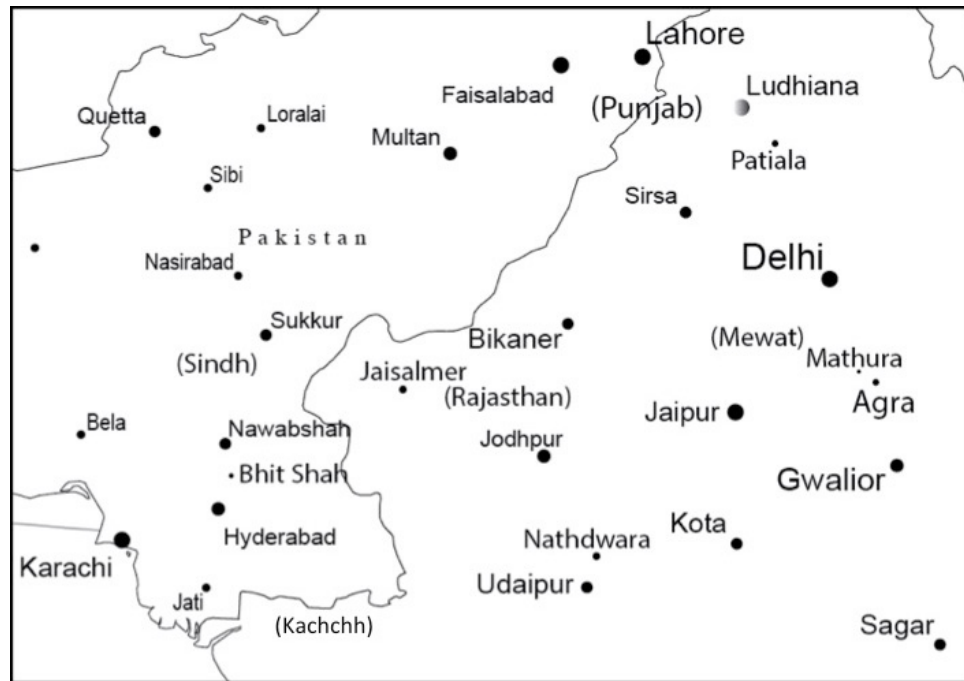 Lahore
Faisalabad
Ludhiana
(Punjab)
Quetta
Loralai
Multan
Patiala
Sibi
Sirsa
Pakistan
Delhi
Nasirabad
Sukkur
Bikaner
(Mewat)
(Sindh)
Mathura
Jaisalmer
(Rajasthan)
Agra
Jaipur
Bela
Nawabshah
Jodhpur
Bhit Shah
Gwalior
Kota
Hyderabad
Nathdwara
Karachi
Udaipur
Jati
(Kachchh)
Sagar